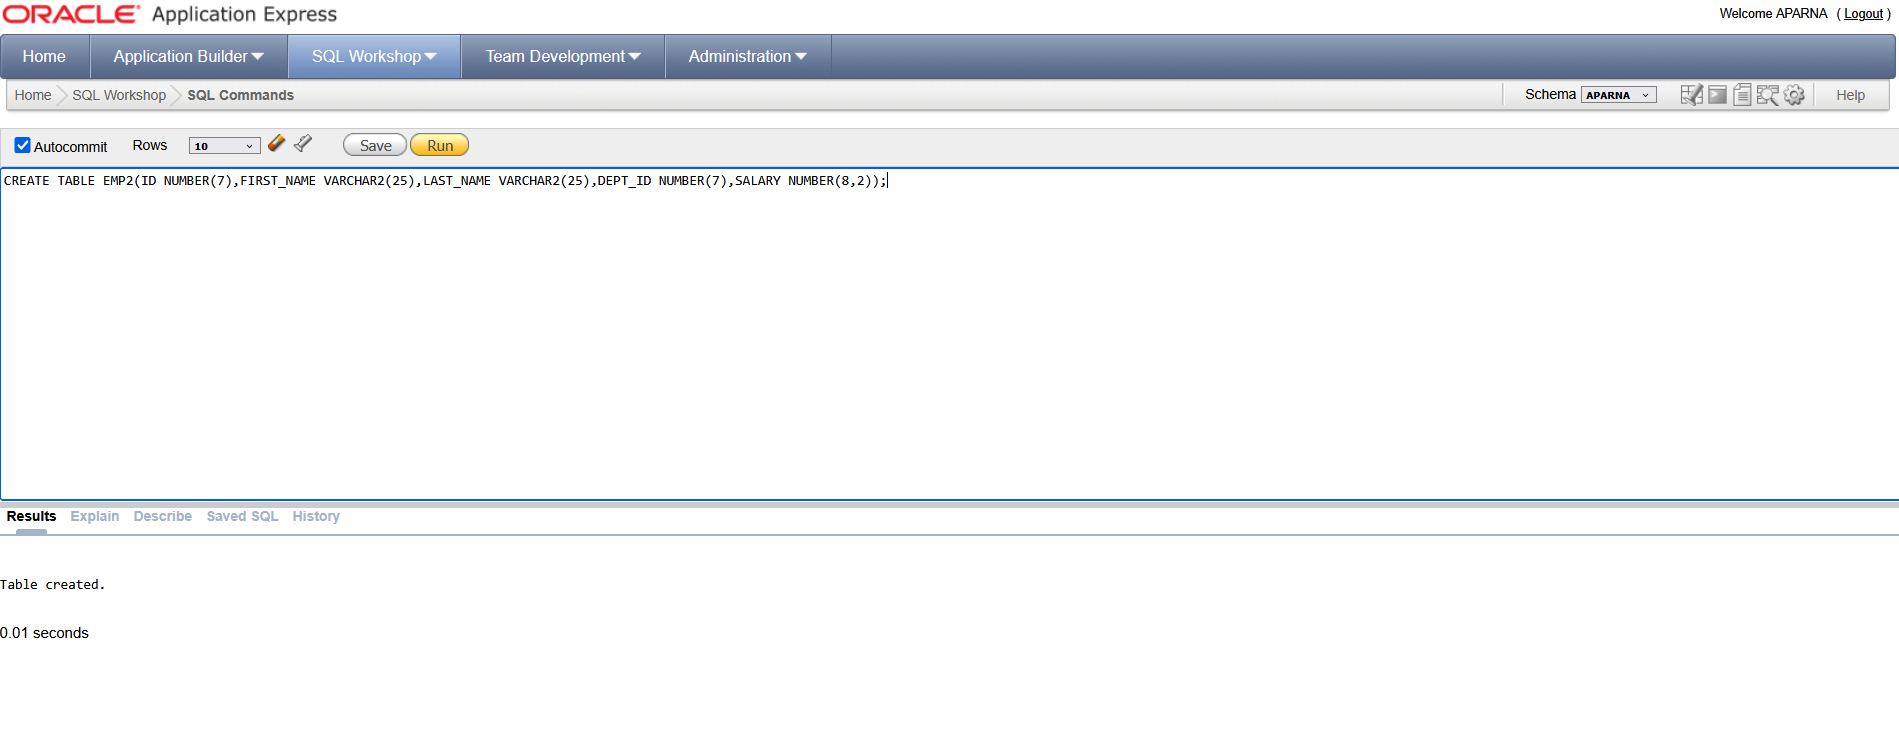 ORACLE Application Express
Welcome APARNA ( Logout )
Home Application Builder SQL Workshop Team Development Administration
Home SQL Workshop SQL Commands Schema APARNA Help
Autocommit Rows 10 Save Run
CREATE TABLE EMP2(ID NUMBER(7),FIRST_NAME VARCHAR2(25),LAST_NAME VARCHAR2(25),DEPT_ID NUMBER(7),SALARY NUMBER(8,2));
Results Explain Describe Saved SQL History
Table created.
0.01 seconds